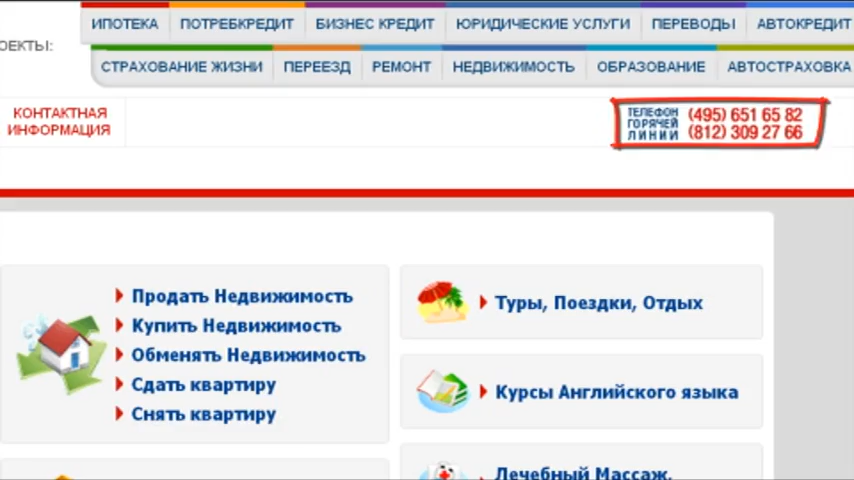 ИПОТЕКА ПОТРЕБКРЕДИТ БИЗНЕС КРЕДИТ ЮРИДИЧЕСКИЕ УСЛУГИ ПЕРЕВОДЫ АВТОКРЕДИТ
ОЕКТЫ:
СТРАХОВАНИЕ ЖИЗНИ ПЕРЕЕЗД РЕМОНТ НЕДВИЖИМОСТЬ ОБРАЗОВАНИЕ АВТОСТРАХОВКА
КОНТАКТНАЯ
ИНФОРМАЦИЯ
ТЕЛЕФОН
ГОРЯЧЕЙ
ЛИНИИ
(495) 651 65 82
(812) 309 27 66
Продать Недвижимость
Купить Недвижимость
Обменять Недвижимость
Сдать квартиру
Снять квартиру
Туры, Поездки, Отдых
Курсы Английского языка
Лечебный Массаж,